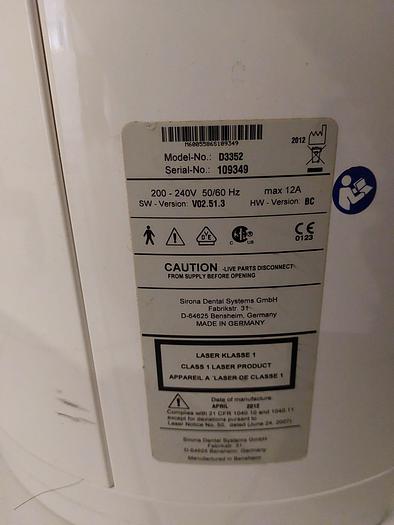 M60055865109349
2012
Model-No.: D3352
Serial-No.: 109349
200 - 240V 50/60 Hz max 12A
SW - Version: V02.51.3 HW - Version: BC
C US
CE
0123
CAUTION -LIVE PARTS DISCONNECT
FROM SUPPLY BEFORE OPENING
Sirona Dental Systems GmbH
Fabrikstr. 31
D-64625 Bensheim, Germany
MADE IN GERMANY
LASER KLASSE 1
CLASS 1 LASER PRODUCT
APPAREIL A LASER DE CLASSE 1
Date of manufacture:
APRIL 2012
Complies with 21 CFR 1040.10 and 1040.11
except for deviations pursuant to
Laser Notice No. 50, dated (June 24, 2007)
Sirona Dental Systems GmbH
Fabrikstr. 31
D-64625 Bensheim, Germany
Manufactured in Bensheim